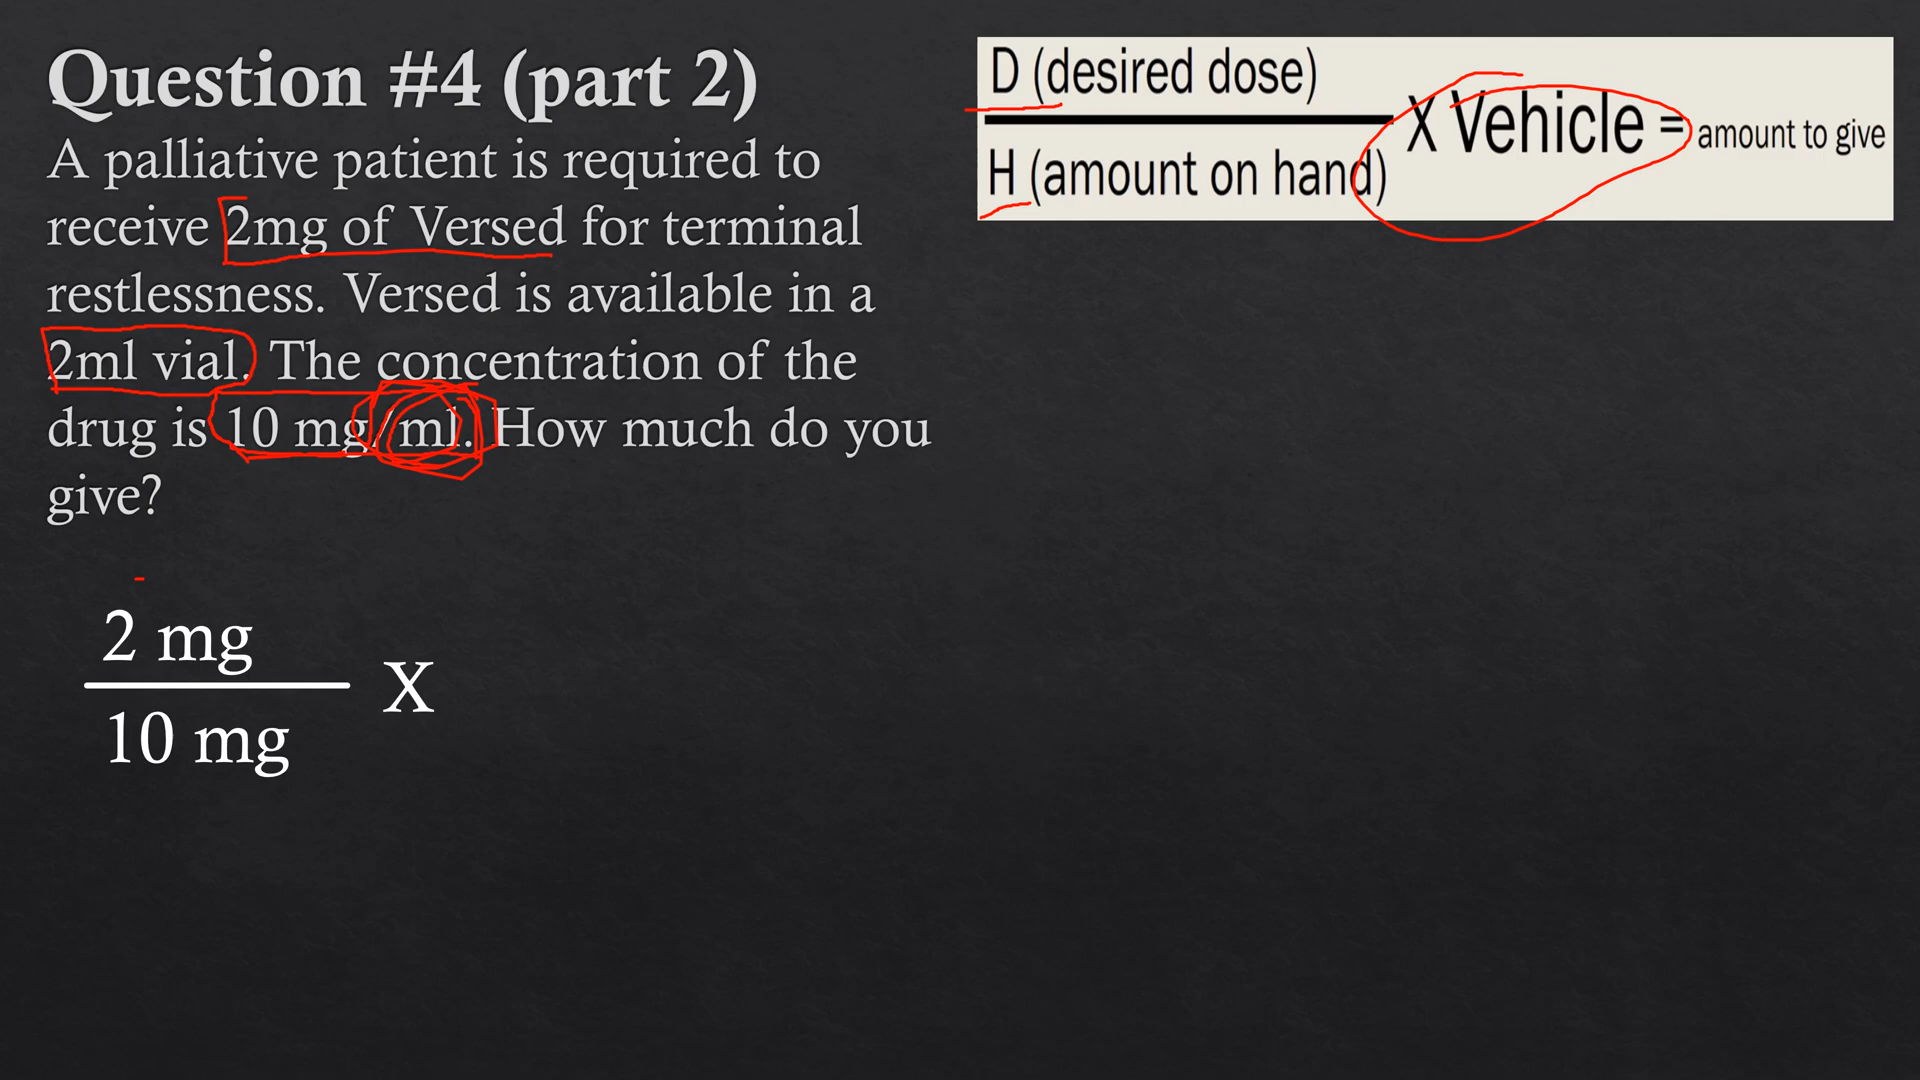 Question #4 (part 2)
A palliative patient is required to
receive 2mg of Versed for terminal
restlessness. Versed is available in a
2ml vial. The concentration of the
drug is 10 mg/ml. How much do you
give?
2 mg
10 mg
X
D (desired dose)
H (amount on hand)
X Vehicle = amount to give